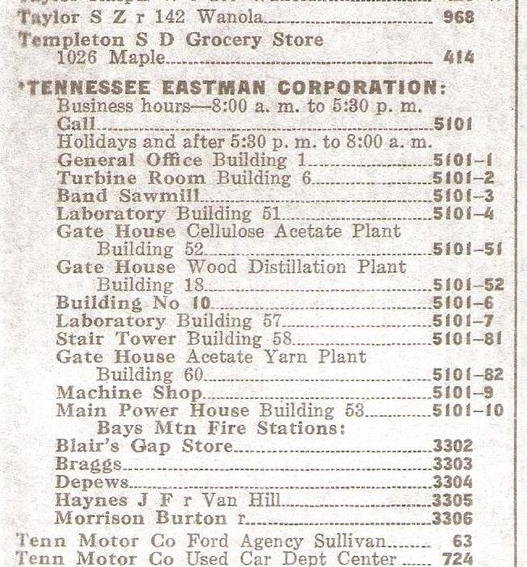 Taylor S Z r 142 Wanola 968
Templeton S D Grocery Store
1026 Maple 414
*TENNESSEE EASTMAN CORPORATION:
Business hours—8:00 a. m. to 5:30 p. m.
Call 5101
Holidays and after 5:30 p. m. to 8:00 a. m.
General Office Building 1 5101-1
Turbine Room Building 6 5101-2
Band Sawmill 5101-3
Laboratory Building 51 5101-4
Gate House Cellulose Acetate Plant
Building 52 5101-51
Gate House Wood Distillation Plant
Building 18 5101-52
Building No 10 5101-6
Laboratory Building 57 5101-7
Stair Tower Building 58 5101-81
Gate House Acetate Yarn Plant
Building 60 5101-82
Machine Shop 5101-9
Main Power House Building 53 5101-10
Bays Mtn Fire Stations:
Blair's Gap Store 3302
Braggs 3303
Depews 3304
Haynes J F r Van Hill 3305
Morrison Burton r 3306
Tenn Motor Co Ford Agency Sullivan 63
Tenn Motor Co Used Car Dept Center 724